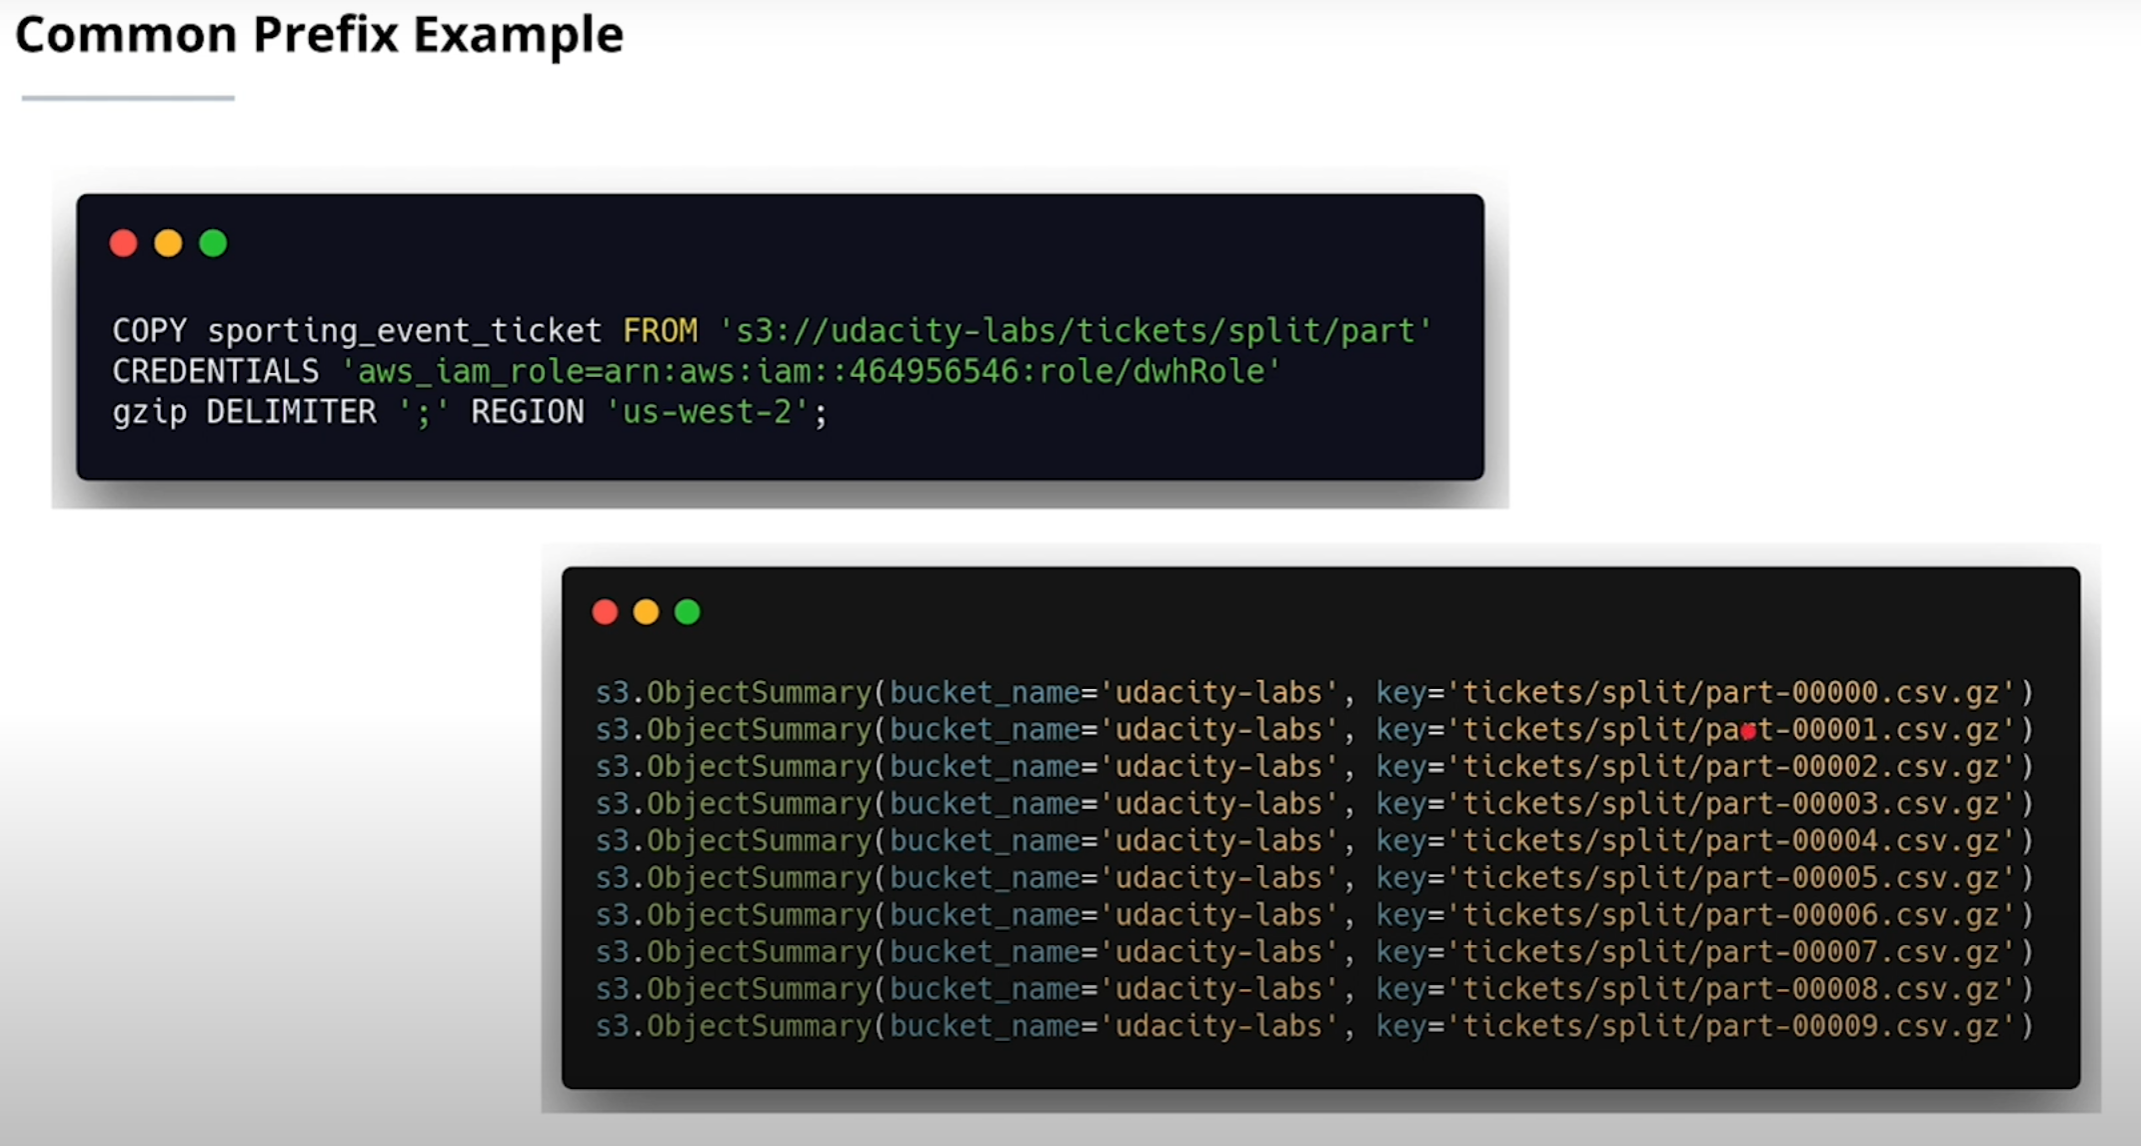 Common Prefix Example
COPY sporting_event_ticket FROM 's3://udacity-labs/tickets/split/part'
CREDENTIALS 'aws_iam_role=arn:aws:iam::464956546:role/dwhRole'
gzip DELIMITER ';' REGION 'us-west-2';
s3.ObjectSummary(bucket_name='udacity-labs', key='tickets/split/part-00000.csv.gz')
s3.ObjectSummary(bucket_name='udacity-labs', key='tickets/split/part-00001.csv.gz')
s3.ObjectSummary(bucket_name='udacity-labs', key='tickets/split/part-00002.csv.gz')
s3.ObjectSummary(bucket_name='udacity-labs', key='tickets/split/part-00003.csv.gz')
s3.ObjectSummary(bucket_name='udacity-labs', key='tickets/split/part-00004.csv.gz')
s3.ObjectSummary(bucket_name='udacity-labs', key='tickets/split/part-00005.csv.gz')
s3.ObjectSummary(bucket_name='udacity-labs', key='tickets/split/part-00006.csv.gz')
s3.ObjectSummary(bucket_name='udacity-labs', key='tickets/split/part-00007.csv.gz')
s3.ObjectSummary(bucket_name='udacity-labs', key='tickets/split/part-00008.csv.gz')
s3.ObjectSummary(bucket_name='udacity-labs', key='tickets/split/part-00009.csv.gz')